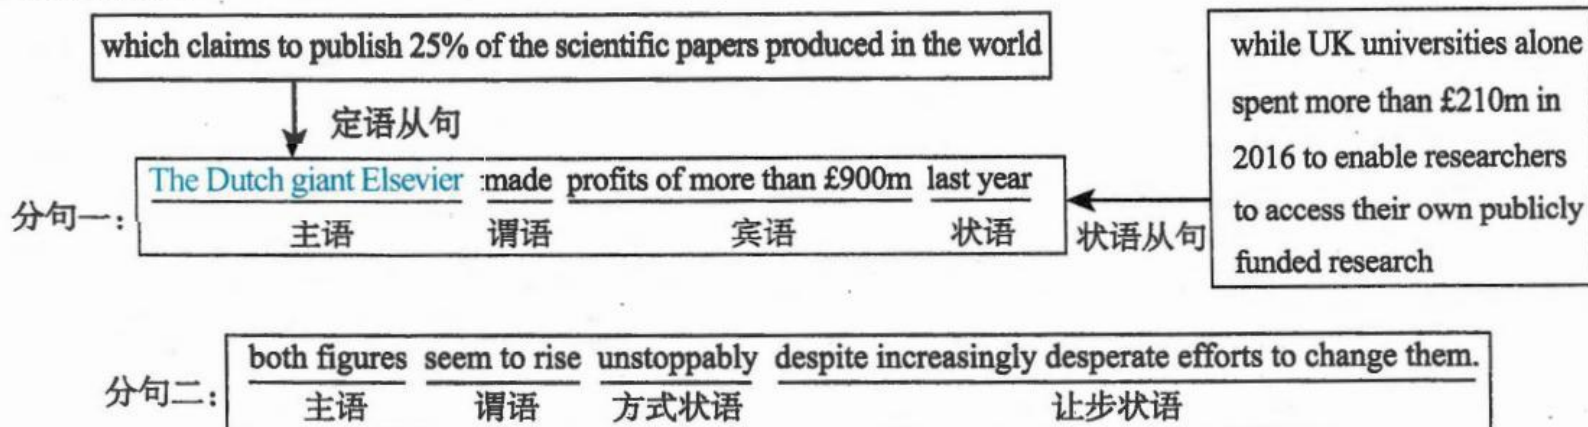 which claims to publish 25% of the scientific papers produced in the world
定语从句
分句一：
The Dutch giant Elsevier made profits of more than £900m last year
主语 谓语 宾语 状语
状语从句
while UK universities alone
spent more than £210m in
2016 to enable researchers
to access their own publicly
funded research
分句二：
both figures seem to rise unstoppably despite increasingly desperate efforts to change them.
主语 谓语 方式状语 让步状语